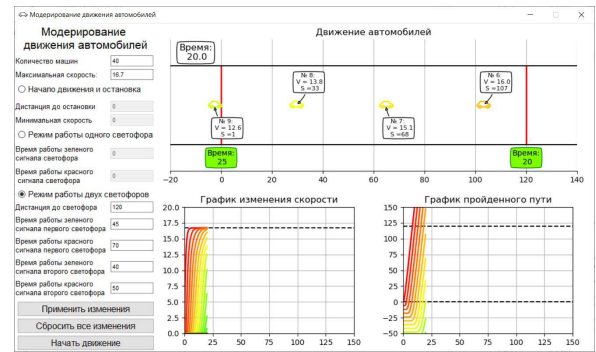 Модерирование движения автомобилей
Модерирование
движения автомобилей
Количество машин 40
Максимальная скорость: 16.7
Начало движения и остановка
Дистанция до остановки 0
Минимальная скорость 0
Режим работы одного светофора
Время работы зеленого
сигнала светофора 0
Время работы красного
сигнала светофора 0
Режим работы двух светофоров
Дистанция до светофора 120
Время работы зеленого
сигнала первого светофора 45
Время работы красного
сигнала первого светофора 70
Время работы зеленого
сигнала второго светофора 40
Время работы красного
сигнала второго светофора 50
Применить изменения
Сбросить все изменения
Начать движение
Движение автомобилей
Время:
20.0
№ 8:
V = 13.8
S =33
№ 6:
V = 16.0
S =107
№ 9:
V = 12.6
S =1
№ 7:
V = 15.1
S =68
Время:
25
Время:
20
−20 0 20 40 60 80 100 120 140
График изменения скорости
20.0
17.5
15.0
12.5
10.0
7.5
5.0
2.5
0.0
0 25 50 75 100 125 150
График пройденного пути
150
125
100
75
50
25
0
−25
−50
0 25 50 75 100 125 150